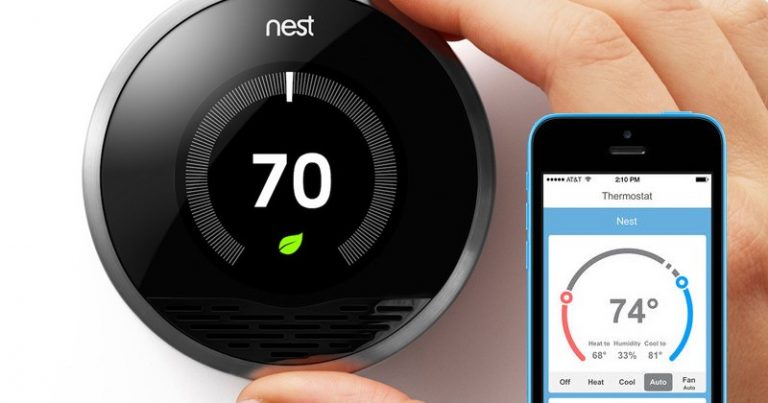 nest
70
AT&T 2:10 PM
Thermostat
Nest
74°
Heat to Humidity Cool to
68° 33% 81°
Off Heat Cool Auto Fan
Auto